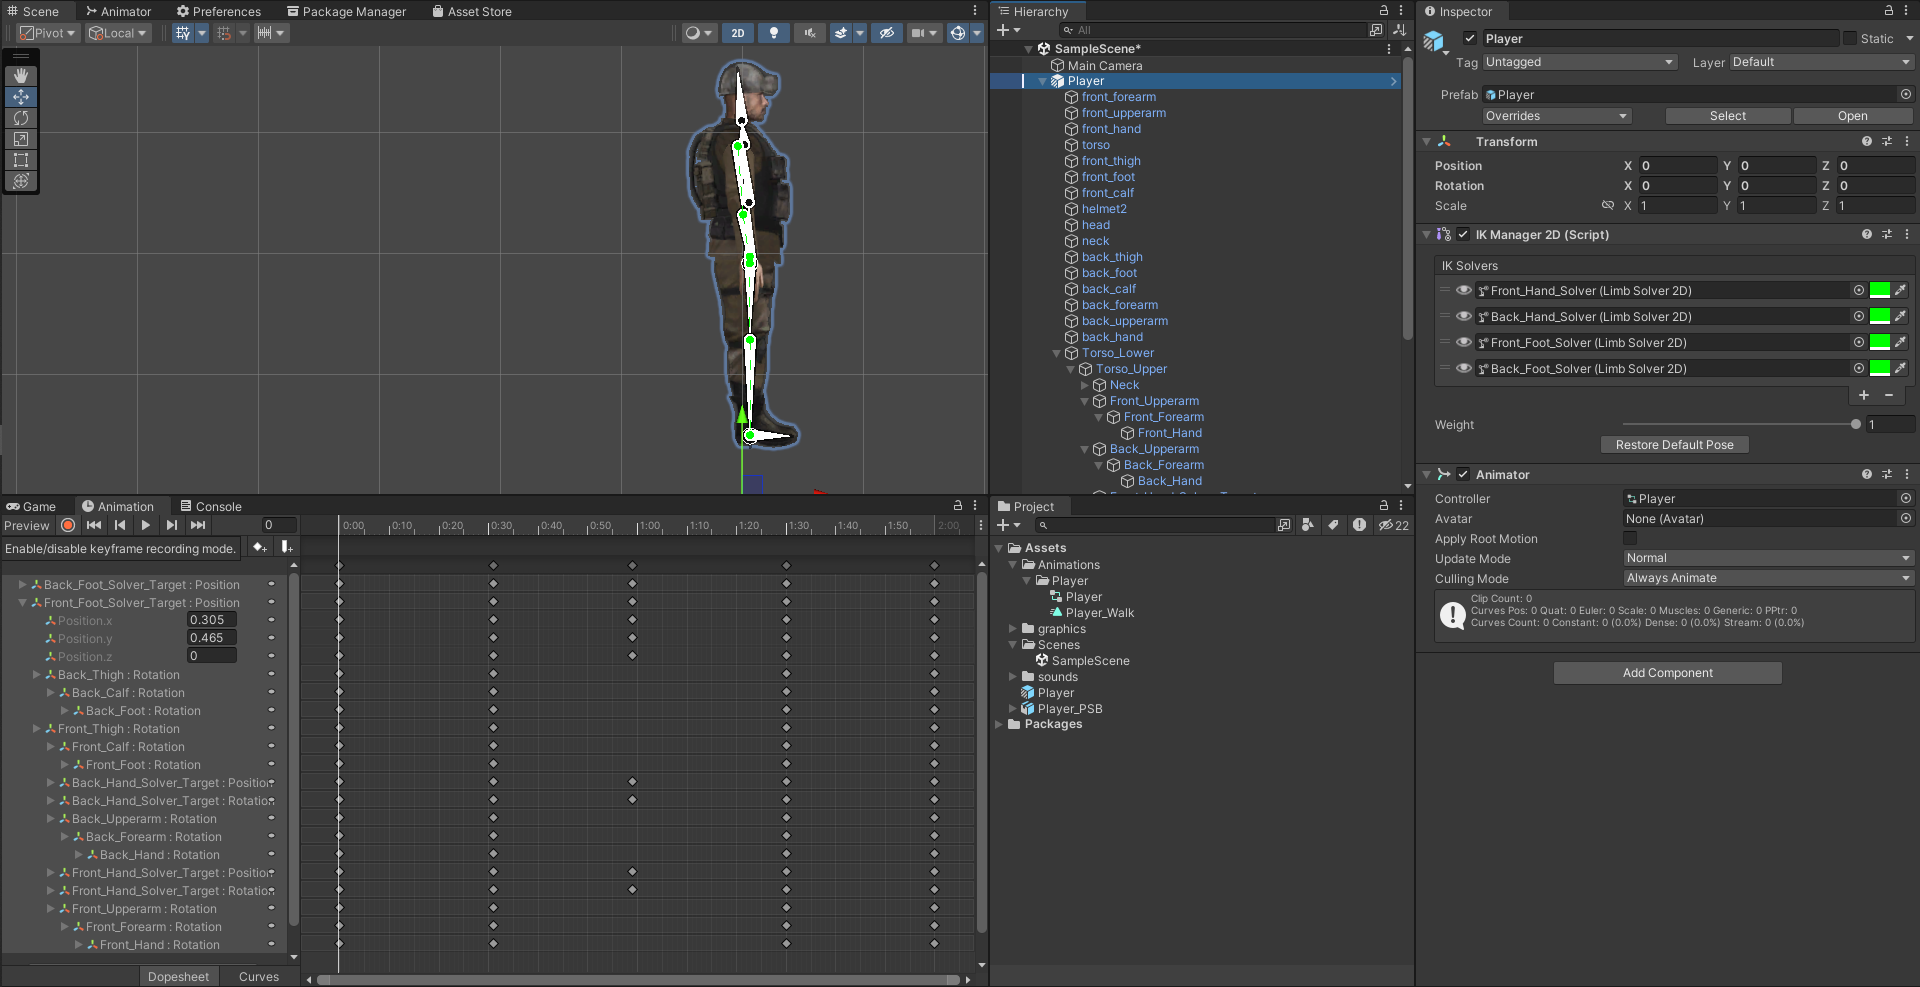 Scene Animator Preferences Package Manager Asset Store
Pivot Local 2D
Game Animation Console
Preview 0
0:00 0:10 0:20 0:30 0:40 0:50 1:00 1:10 1:20 1:30 1:40 1:50 2:00
Enable/disable keyframe recording mode.
Back_Foot_Solver_Target : Position
Front_Foot_Solver_Target : Position
Position.x 0.305
Position.y 0.465
Position.z 0
Back_Thigh : Rotation
Back_Calf : Rotation
Back_Foot : Rotation
Front_Thigh : Rotation
Front_Calf : Rotation
Front_Foot : Rotation
Back_Hand_Solver_Target : Position
Back_Hand_Solver_Target : Rotation
Back_Upperarm : Rotation
Back_Forearm : Rotation
Back_Hand : Rotation
Front_Hand_Solver_Target : Position
Front_Hand_Solver_Target : Rotation
Front_Upperarm : Rotation
Front_Forearm : Rotation
Front_Hand : Rotation
Dopesheet Curves
Hierarchy
All
SampleScene*
Main Camera
Player
front_forearm
front_upperarm
front_hand
torso
front_thigh
front_foot
front_calf
helmet2
head
neck
back_thigh
back_foot
back_calf
back_forearm
back_upperarm
back_hand
Torso_Lower
Torso_Upper
Neck
Front_Upperarm
Front_Forearm
Front_Hand
Back_Upperarm
Back_Forearm
Back_Hand
Project
22
Assets
Animations
Player
Player
Player_Walk
graphics
Scenes
SampleScene
sounds
Player
Player_PSB
Packages
Inspector
Player Static
Tag Untagged Layer Default
Prefab Player
Overrides Select Open
Transform
Position X 0 Y 0 Z 0
Rotation X 0 Y 0 Z 0
Scale X 1 Y 1 Z 1
IK Manager 2D (Script)
IK Solvers
Front_Hand_Solver (Limb Solver 2D)
Back_Hand_Solver (Limb Solver 2D)
Front_Foot_Solver (Limb Solver 2D)
Back_Foot_Solver (Limb Solver 2D)
Weight 1
Restore Default Pose
Animator
Controller Player
Avatar None (Avatar)
Apply Root Motion
Update Mode Normal
Culling Mode Always Animate
Clip Count: 0
Curves Pos: 0 Quat: 0 Euler: 0 Scale: 0 Muscles: 0 Generic: 0 PPtr: 0
Curves Count: 0 Constant: 0 (0.0%) Dense: 0 (0.0%) Stream: 0 (0.0%)
Add Component